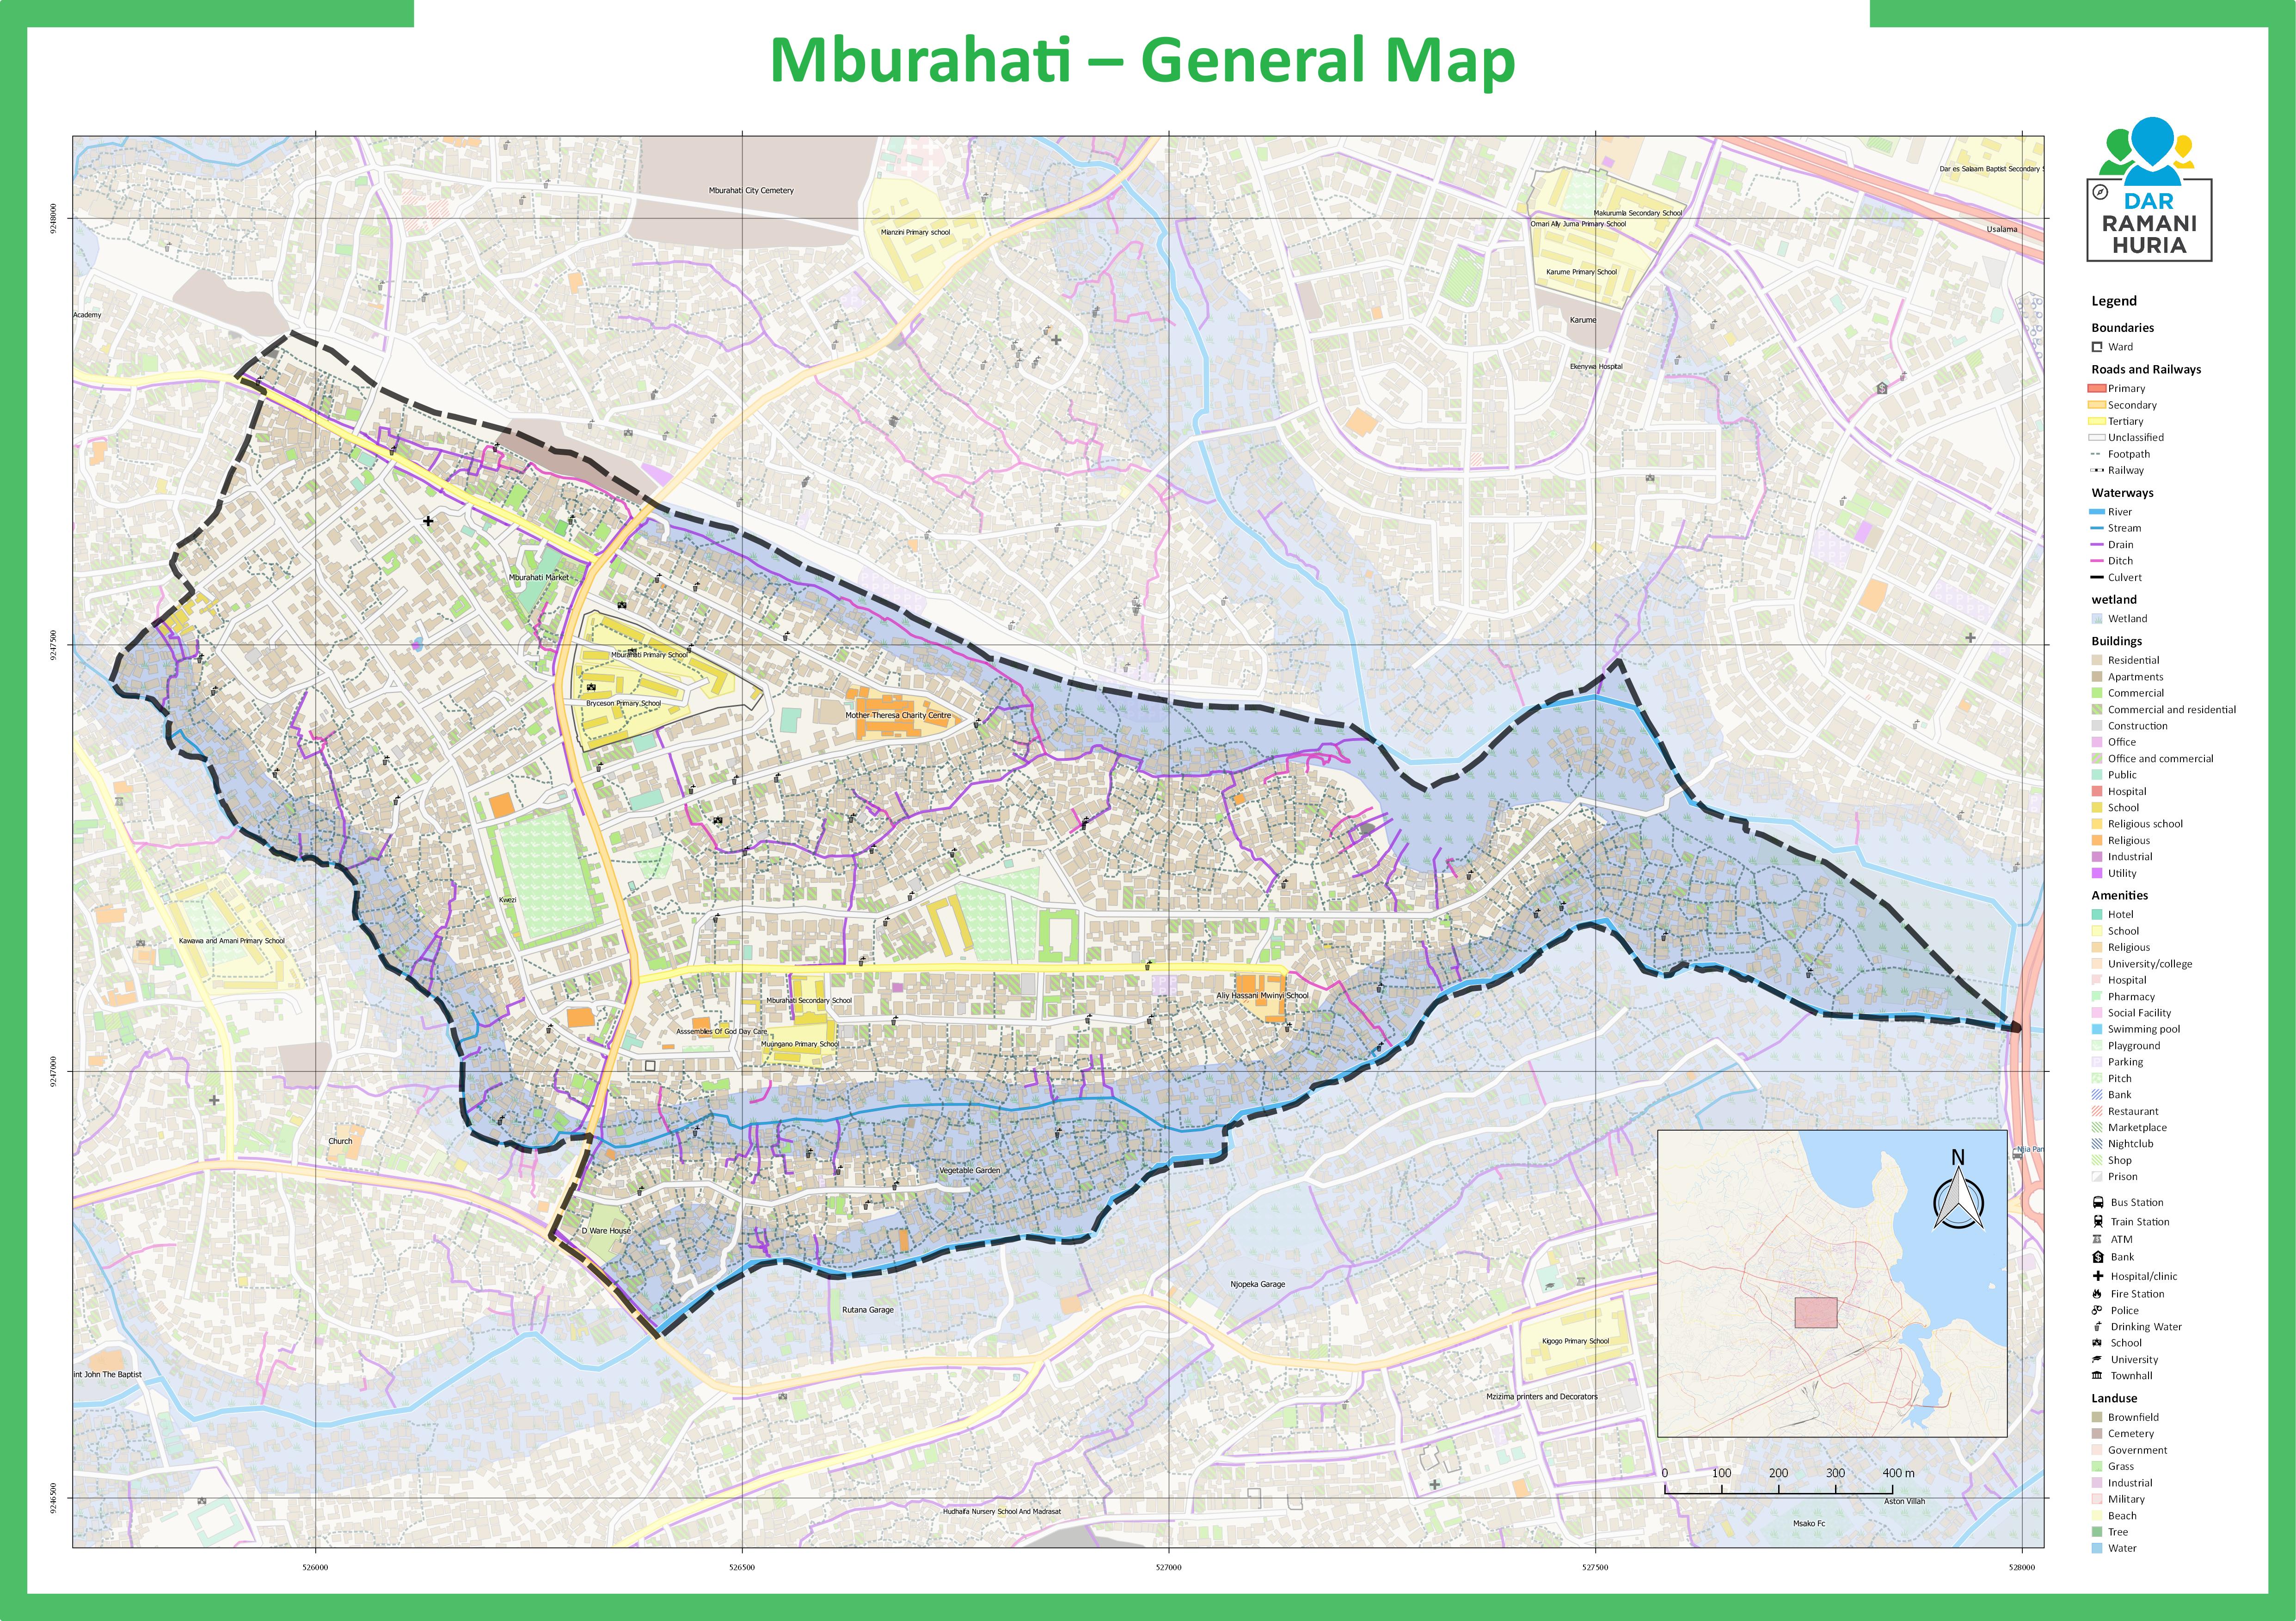 Mburahati – General Map
DAR
RAMANI
HURIA
Legend
Boundaries
Ward
Roads and Railways
Primary
Secondary
Tertiary
Unclassified
Footpath
Railway
Waterways
River
Stream
Drain
Ditch
Culvert
wetland
Wetland
Buildings
Residential
Apartments
Commercial
Commercial and residential
Construction
Office
Office and commercial
Public
Hospital
School
Religious school
Religious
Industrial
Utility
Amenities
Hotel
School
Religious
University/college
Hospital
Pharmacy
Social Facility
Swimming pool
Playground
Parking
Pitch
Bank
Restaurant
Marketplace
Nightclub
Shop
Prison
Bus Station
Train Station
ATM
Bank
Hospital/clinic
Fire Station
Police
Drinking Water
School
University
Townhall
Landuse
Brownfield
Cemetery
Government
Grass
Industrial
Military
Beach
Tree
Water
Dar es Salaam Baptist Secondary S
Mburahati City Cemetery
Makurumla Secondary School
Omari Ally Juma Primary School
Usalama
Mianzini Primary school
Karume Primary School
Academy
Karume
Ekenywa Hospital
Mburahati Market
Mburahati Primary School
Bryceson Primary School
Mother Theresa Charity Centre
Kwezi
Kawawa and Amani Primary School
Aliy Hassani Mwinyi School
Mburahati Secondary School
Asssembles Of God Day Care
Muungano Primary School
Church
Njia Pan
Vegetable Garden
D Ware House
Njopeka Garage
Rutana Garage
Kigogo Primary School
int John The Baptist
Mzizima printers and Decorators
Hudhaifa Nursery School And Madrasat
Aston Villah
Msako Fc
N
0 100 200 300 400 m
9248000
9247500
9247000
9246500
526000 526500 527000 527500 528000